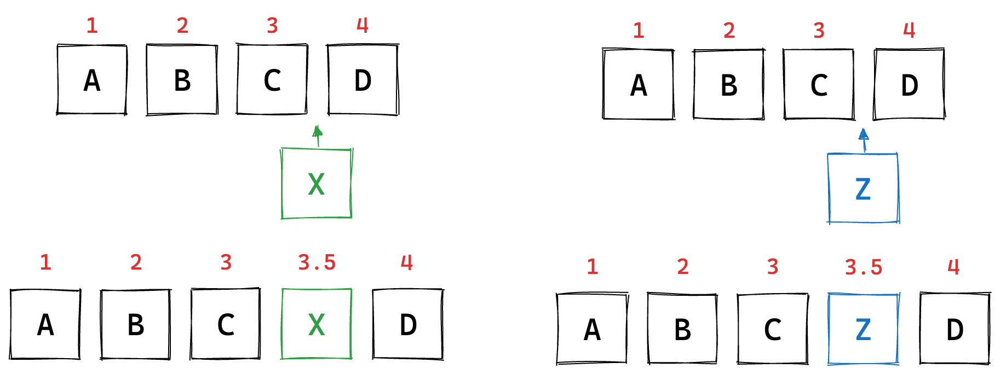 1 2 3 4
A B C D
X
1 2 3 3.5 4
A B C X D
1 2 3 4
A B C D
Z
1 2 3 3.5 4
A B C Z D